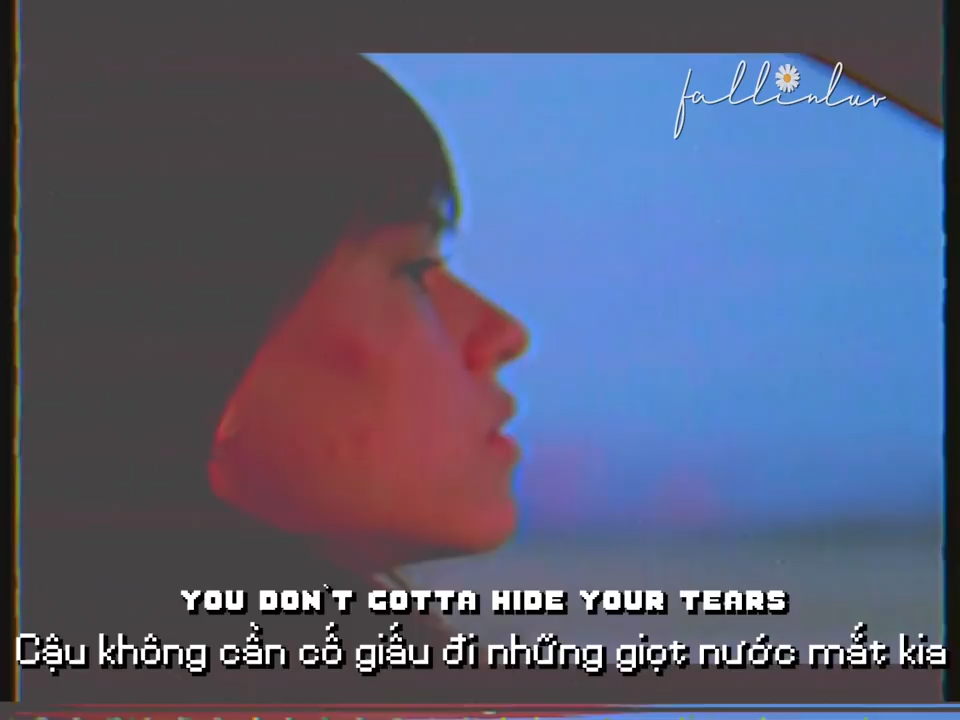 fallinluv
YOU DON'T GOTTA HIDE YOUR TEARS
Cậu không cần cố giấu đi những giọt nước mắt kia